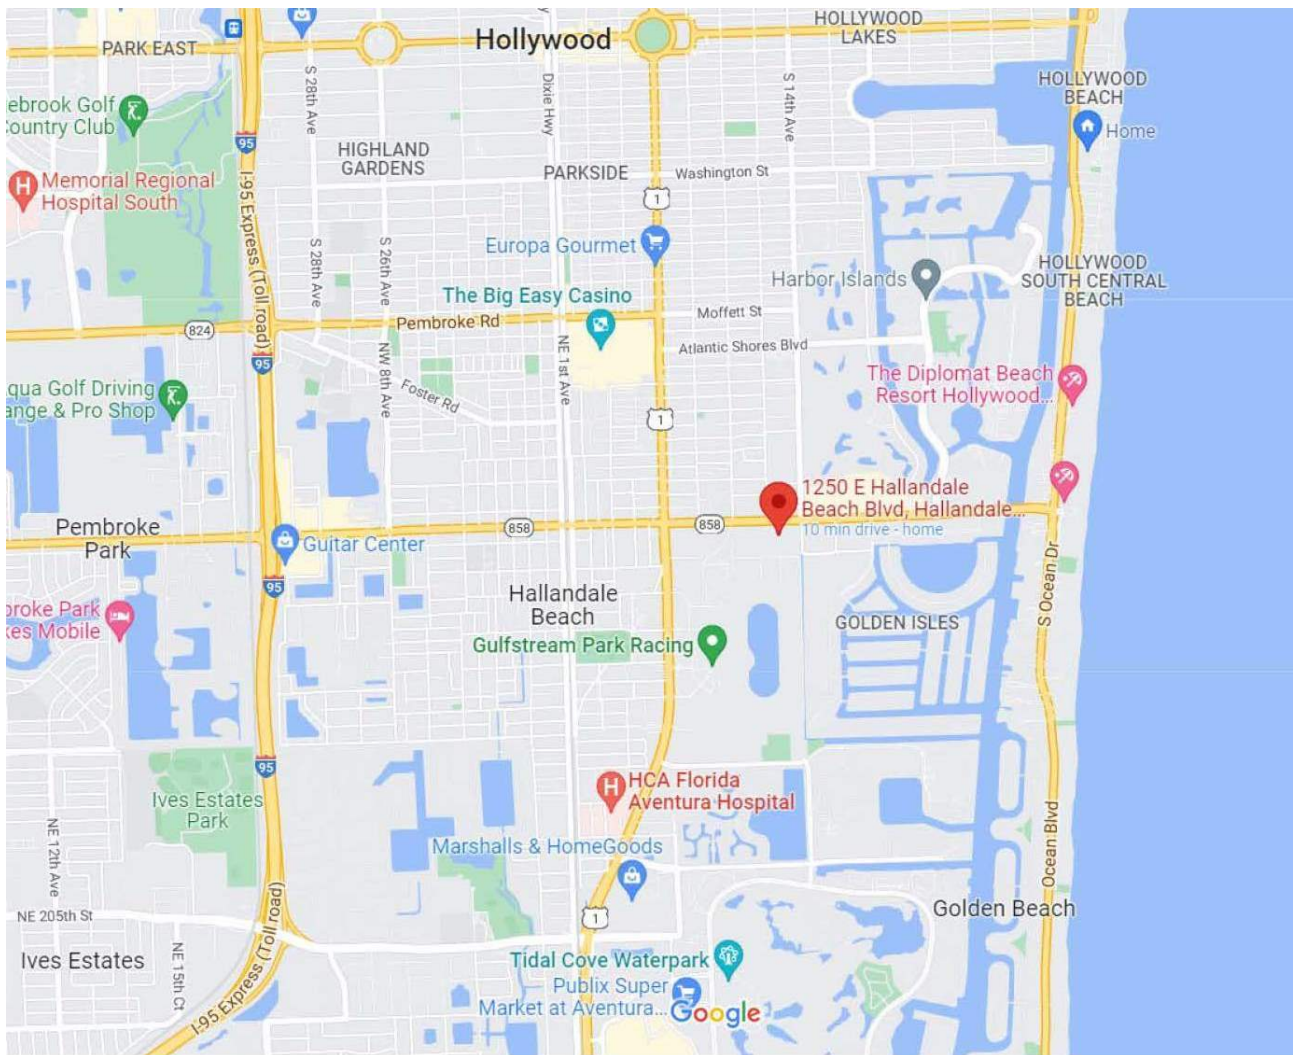 HOLLYWOOD
LAKES
PARK EAST
Hollywood
S 28th Ave
Dixie Hwy
S 14th Ave
HOLLYWOOD
BEACH
Home
ebrook Golf
Country Club
95
HIGHLAND
GARDENS
PARKSIDE
Washington St
H
Memorial Regional
Hospital South
1
I-95 Express (Toll road)
S 28th Ave
S 26th Ave
Europa Gourmet
Harbor Islands
HOLLYWOOD
SOUTH CENTRAL
BEACH
The Big Easy Casino
824
Pembroke Rd
Moffett St
Atlantic Shores Blvd
95
NW 8th Ave
NE 1st Ave
Foster Rd
qua Golf Driving
ange & Pro Shop
The Diplomat Beach
Resort Hollywood...
1
1250 E Hallandale
Beach Blvd, Hallandale...
10 min drive - home
858
858
Pembroke
Park
Guitar Center
S Ocean Dr
95
Hallandale
Beach
GOLDEN ISLES
broke Park
kes Mobile
Gulfstream Park Racing
95
H
HCA Florida
Aventura Hospital
Ives Estates
Park
NE 12th Ave
Marshalls & HomeGoods
Ocean Blvd
NE 205th St
1
Golden Beach
Ives Estates
NE 15th Ct
I-95 Express (Toll road)
Tidal Cove Waterpark
Publix Super
Market at Aventura...
Google